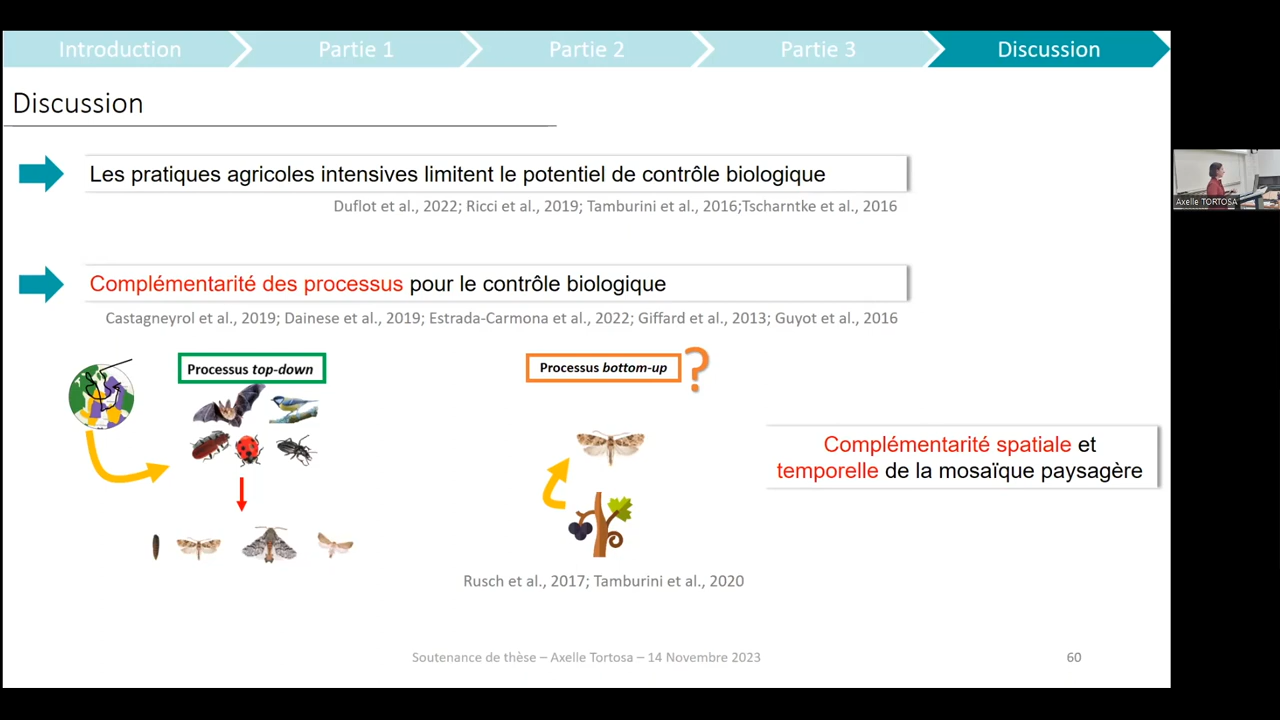 Introduction
Partie 1
Partie 2
Partie 3
Discussion
Discussion
Les pratiques agricoles intensives limitent le potentiel de contrôle biologique
Duflot et al., 2022; Ricci et al., 2019; Tamburini et al., 2016;Tscharntke et al., 2016
Complémentarité des processus pour le contrôle biologique
Castagneyrol et al., 2019; Dainese et al., 2019; Estrada-Carmona et al., 2022; Giffard et al., 2013; Guyot et al., 2016
Processus top-down
Processus bottom-up
?
Complémentarité spatiale et
temporelle de la mosaïque paysagère
Rusch et al., 2017; Tamburini et al., 2020
Soutenance de thèse – Axelle Tortosa – 14 Novembre 2023
60
Axelle TORTOSA